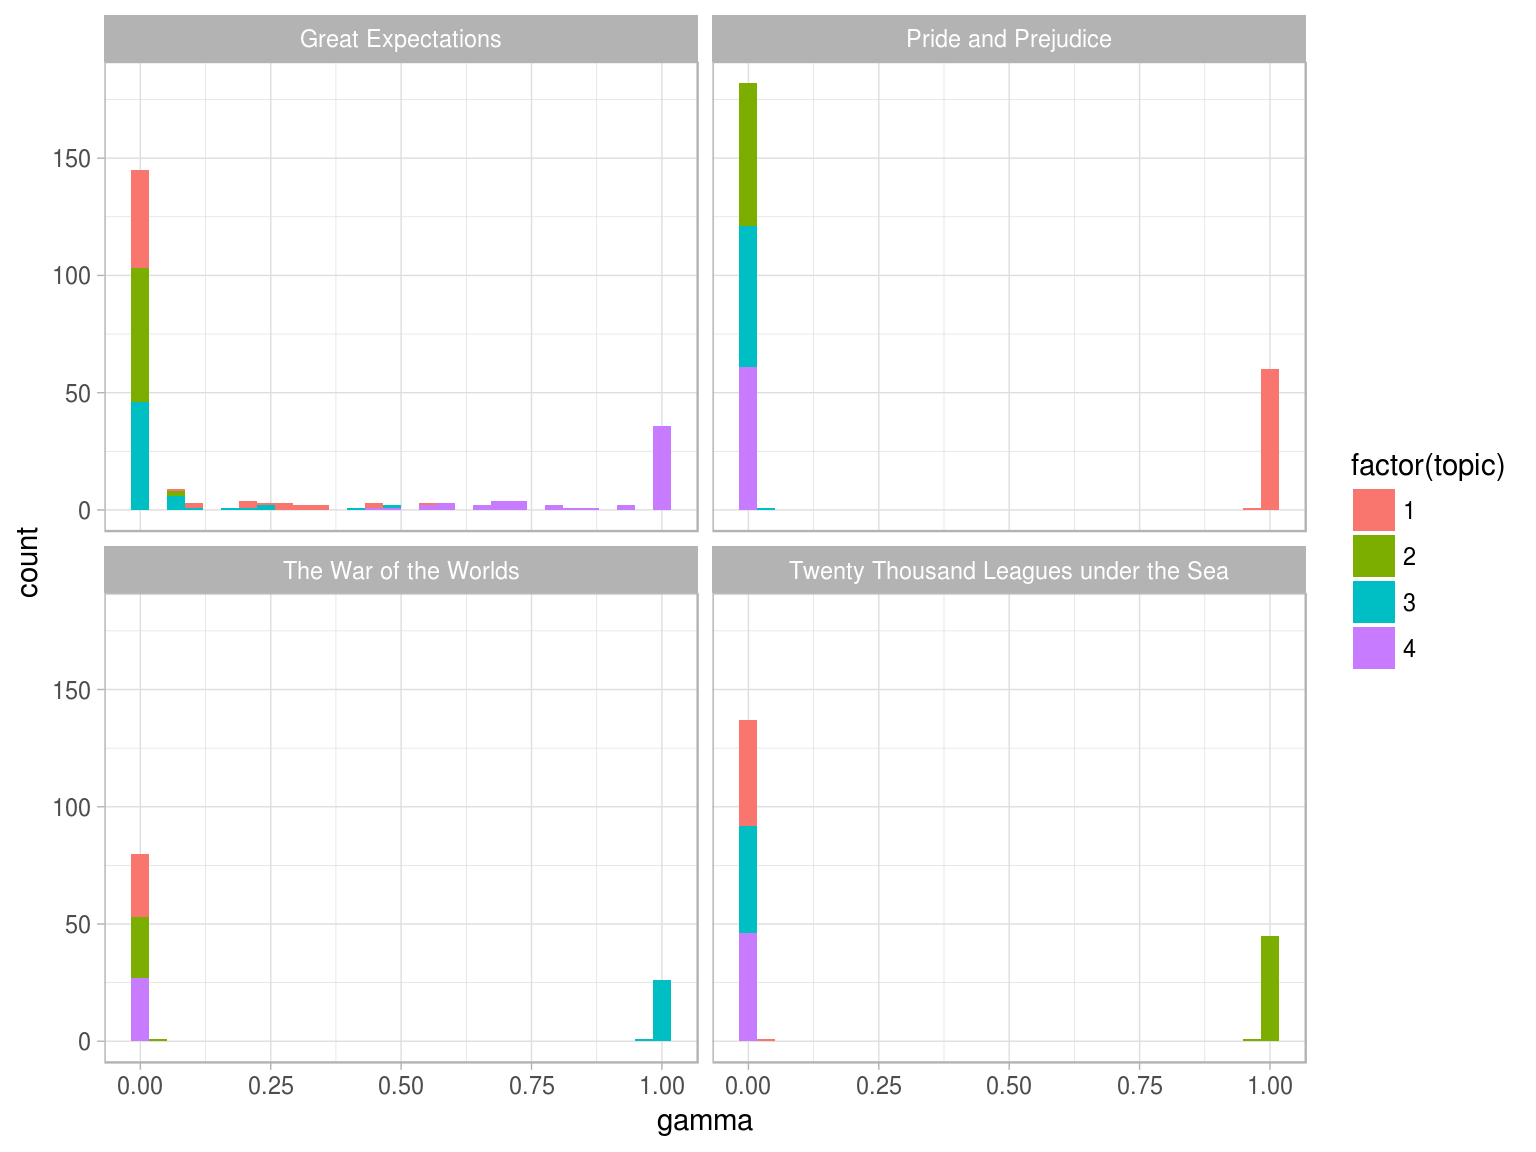 Great Expectations
Pride and Prejudice
150
100
50
0
The War of the Worlds
Twenty Thousand Leagues under the Sea
150
100
50
0
0.00 0.25 0.50 0.75 1.00
0.00 0.25 0.50 0.75 1.00
gamma
count
factor(topic)
1
2
3
4